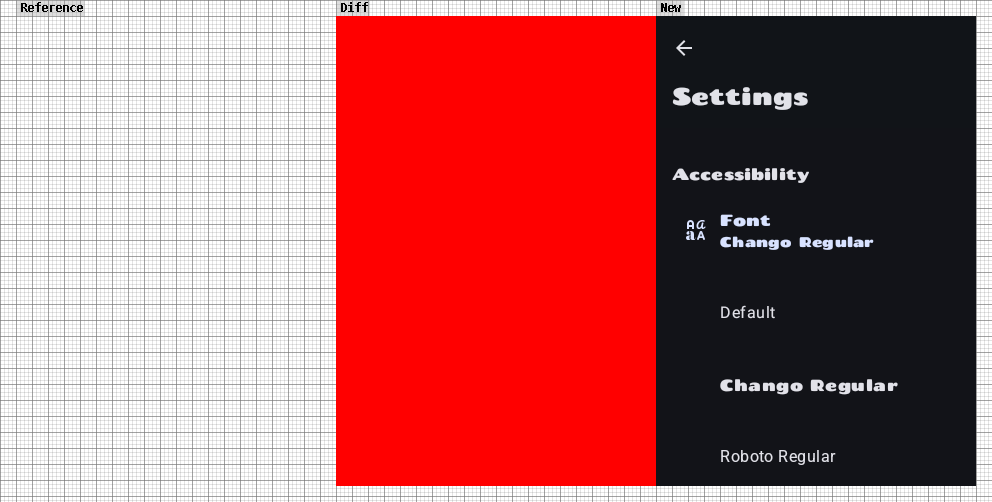 Reference
Diff
New
Settings
Accessibility
Font
Chango Regular
Default
Chango Regular
Roboto Regular